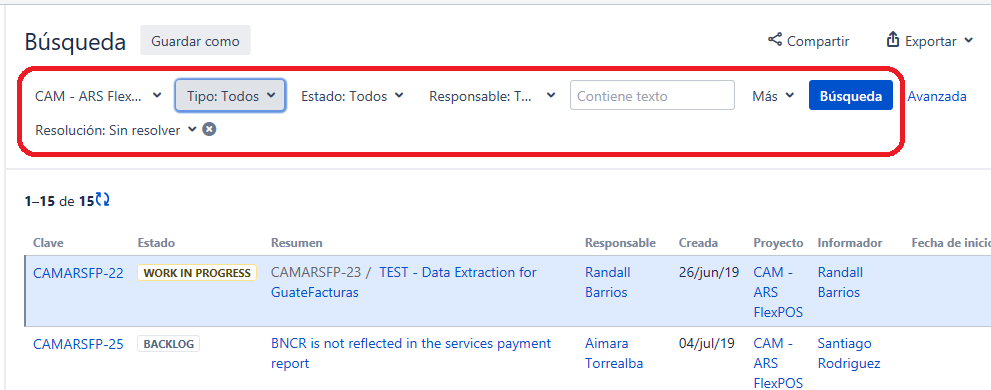 Búsqueda Guardar como Compartir Exportar
CAM - ARS Flex... Tipo: Todos Estado: Todos Responsable: T... Contiene texto Más Búsqueda Avanzada
Resolución: Sin resolver
1–15 de 15
Clave Estado Resumen Responsable Creada Proyecto Informador Fecha de inicio
CAMARSFP-22 WORK IN PROGRESS CAMARSFP-23 / TEST - Data Extraction for Randall 26/jun/19 CAM - Randall
GuateFacturas Barrios ARS Barrios
FlexPOS
CAMARSFP-25 BACKLOG BNCR is not reflected in the services payment Aimara 04/jul/19 CAM - Santiago
report Torrealba ARS Rodriguez
FlexPOS